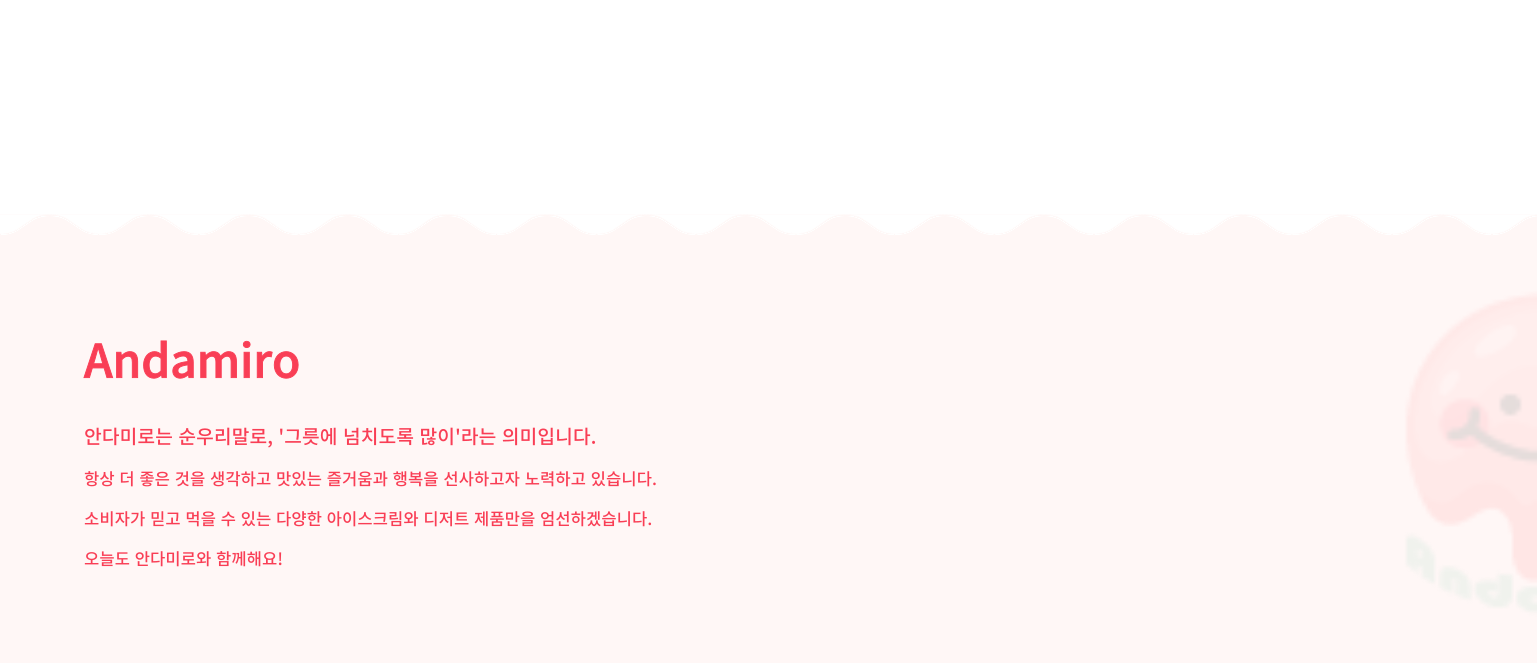 Andamiro
안다미로는 순우리말로, '그릇에 넘치도록 많이'라는 의미입니다.
항상 더 좋은 것을 생각하고 맛있는 즐거움과 행복을 선사하고자 노력하고 있습니다.
소비자가 믿고 먹을 수 있는 다양한 아이스크림와 디저트 제품만을 엄선하겠습니다.
오늘도 안다미로와 함께해요!